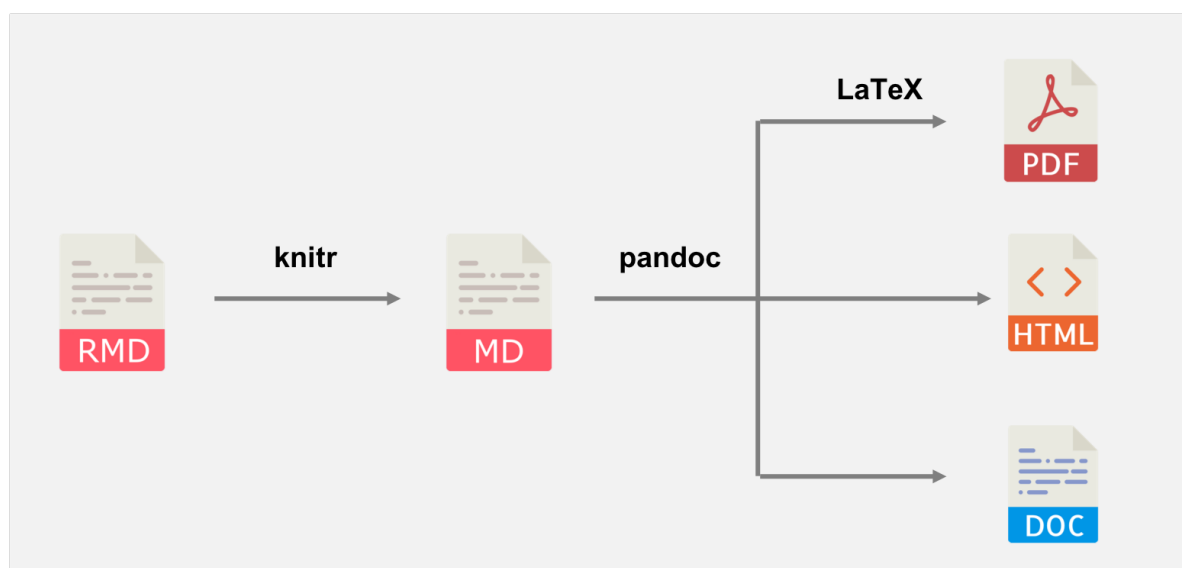 LaTeX
PDF
knitr
pandoc
RMD
MD
HTML
DOC